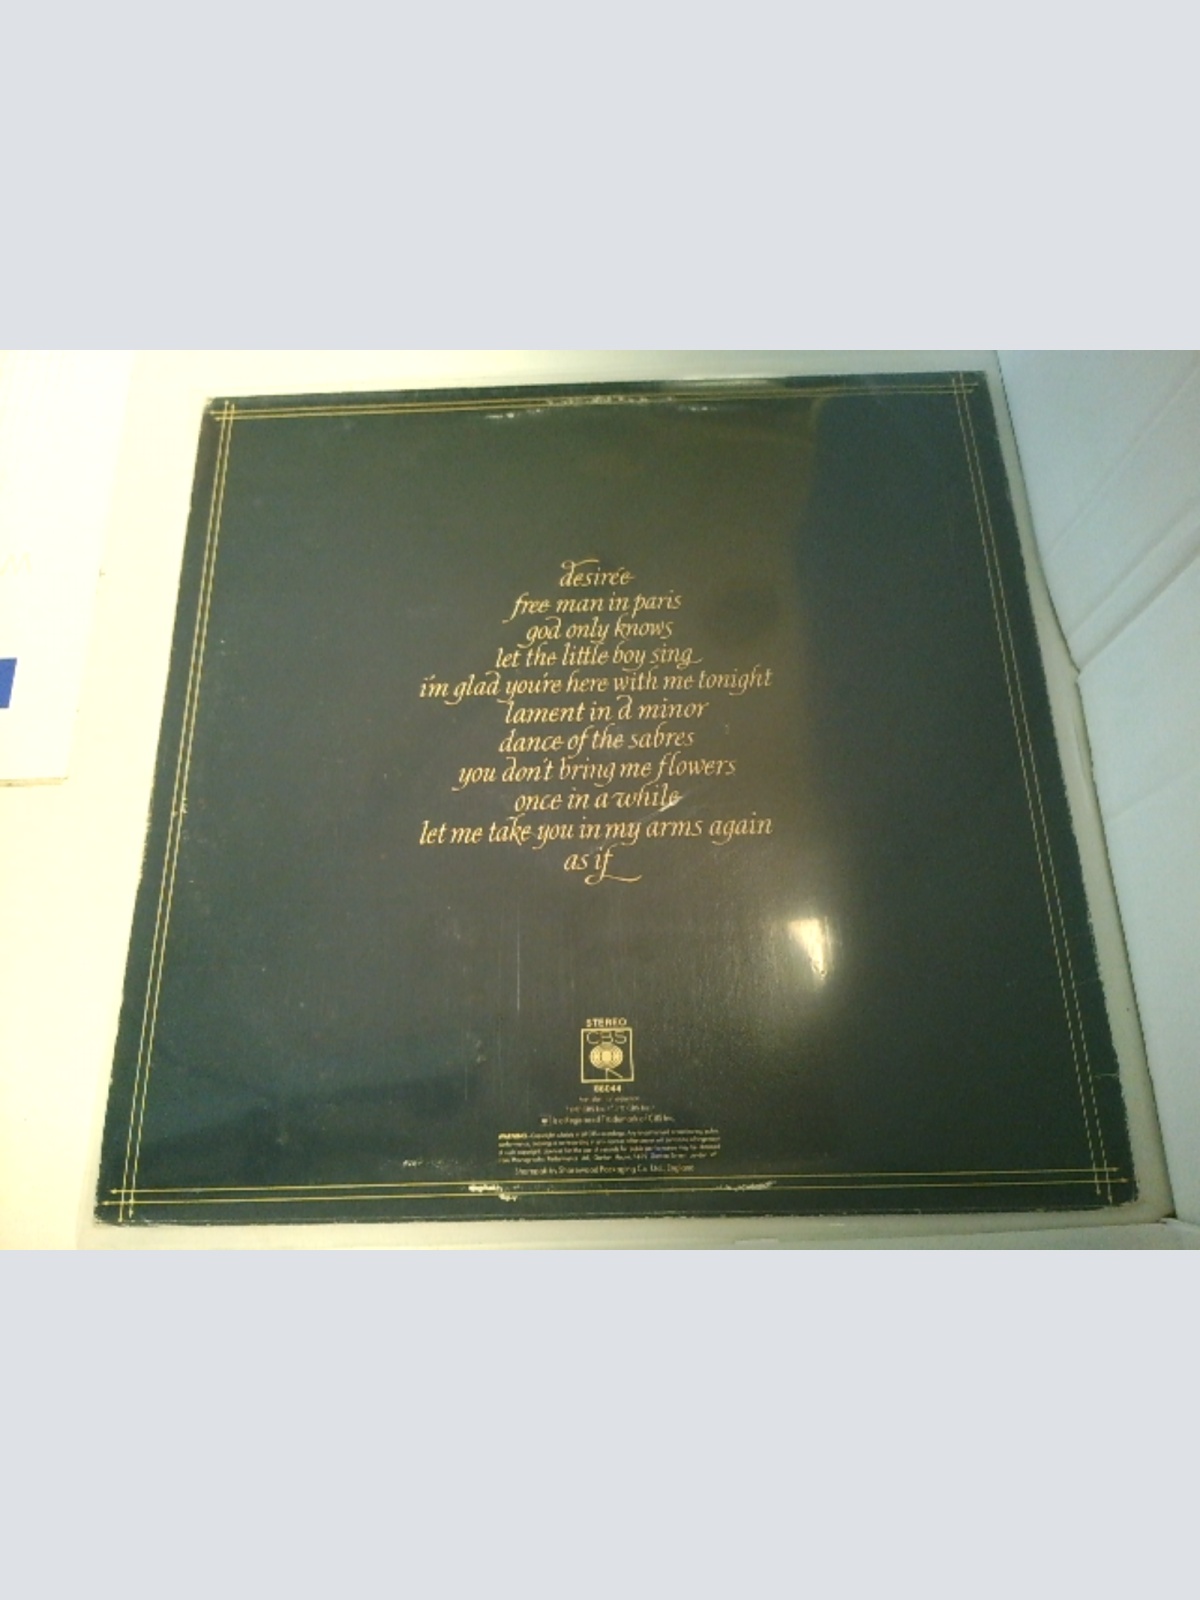 desirée
free man in paris
god only knows
let the little boy sing
i'm glad you're here with me tonight
lament in d minor
dance of the sabres
you don't bring me flowers
once in a while
let me take you in my arms again
as if
STEREO
CBS
86044